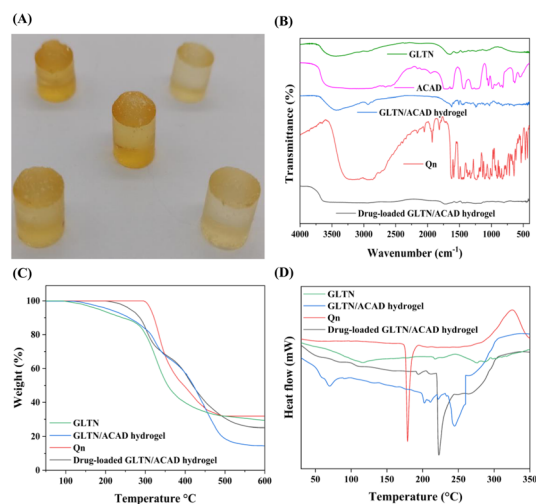 (A)
(B)
GLTN
ACAD
GLTN/ACAD hydrogel
Qn
Drug-loaded GLTN/ACAD hydrogel
Transmittance (%)
4000 3500 3000 2500 2000 1500 1000 500
Wavenumber (cm-1)
(C)
100
80
60
40
20
0
Weight (%)
GLTN
GLTN/ACAD hydrogel
Qn
Drug-loaded GLTN/ACAD hydrogel
100 200 300 400 500 600
Temperature °C
(D)
GLTN
GLTN/ACAD hydrogel
Qn
Drug-loaded GLTN/ACAD hydrogel
Heat flow (mW)
50 100 150 200 250 300 350
Temperature (°C)